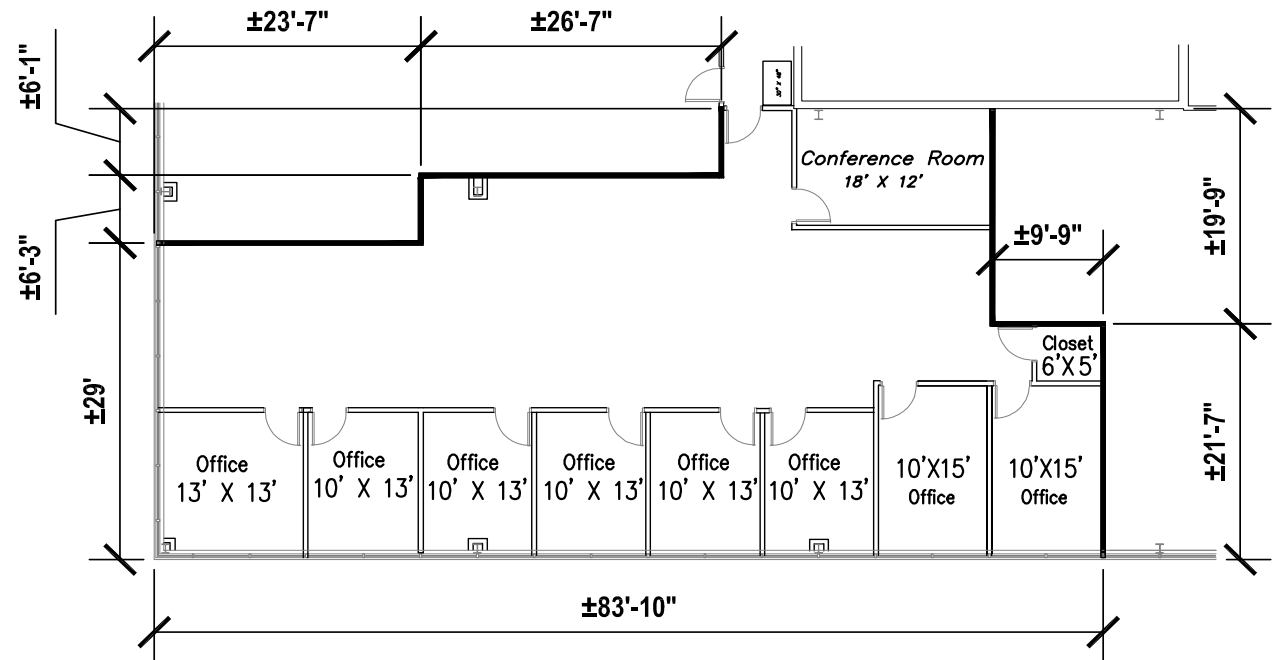 ±23'-7"
±26'-7"
±6'-1"
Conference Room
18' X 12'
±19'-9"
±9'-9"
±6'-3"
Closet
6'X5'
±29'
±21'-7"
Office
13' X 13'
Office
10' X 13'
Office
10' X 13'
Office
10' X 13'
Office
10' X 13'
Office
10' X 13'
10'X15'
Office
10'X15'
Office
±83'-10"